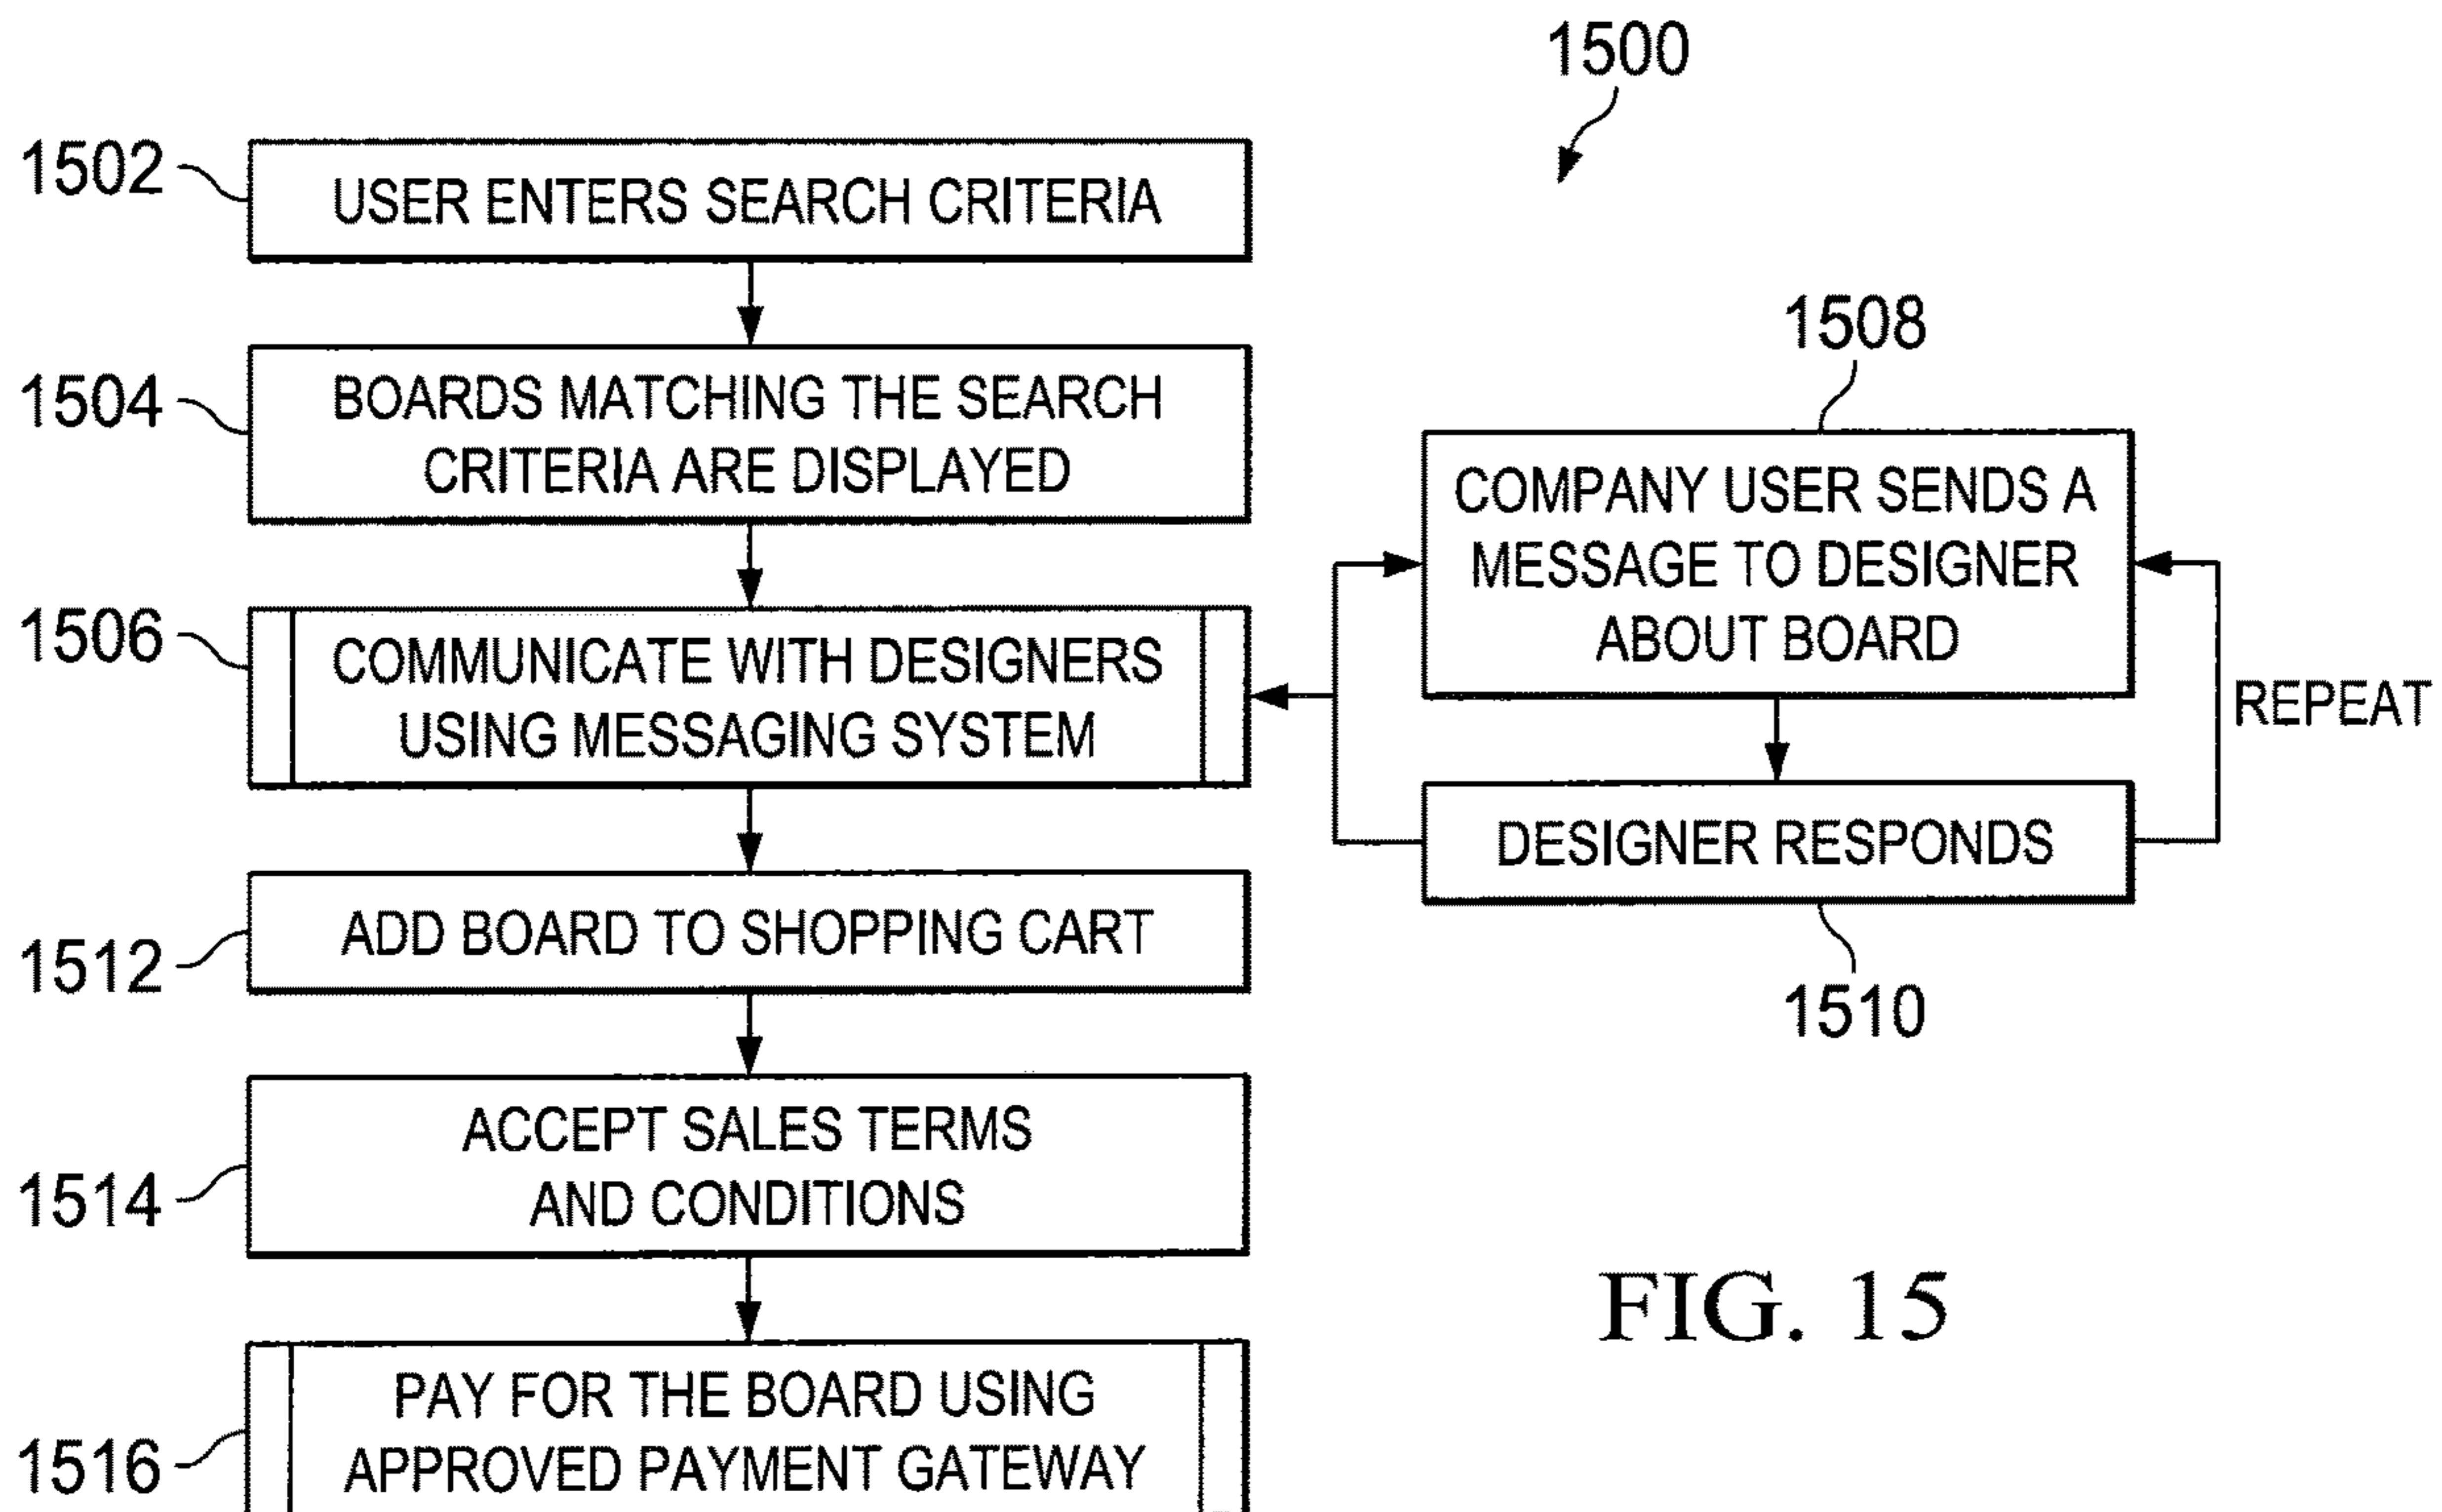 1500
1502
USER ENTERS SEARCH CRITERIA
1504
BOARDS MATCHING THE SEARCH
CRITERIA ARE DISPLAYED
1506
COMMUNICATE WITH DESIGNERS
USING MESSAGING SYSTEM
1508
COMPANY USER SENDS A
MESSAGE TO DESIGNER
ABOUT BOARD
REPEAT
DESIGNER RESPONDS
1510
1512
ADD BOARD TO SHOPPING CART
1514
ACCEPT SALES TERMS
AND CONDITIONS
1516
PAY FOR THE BOARD USING
APPROVED PAYMENT GATEWAY
FIG. 15